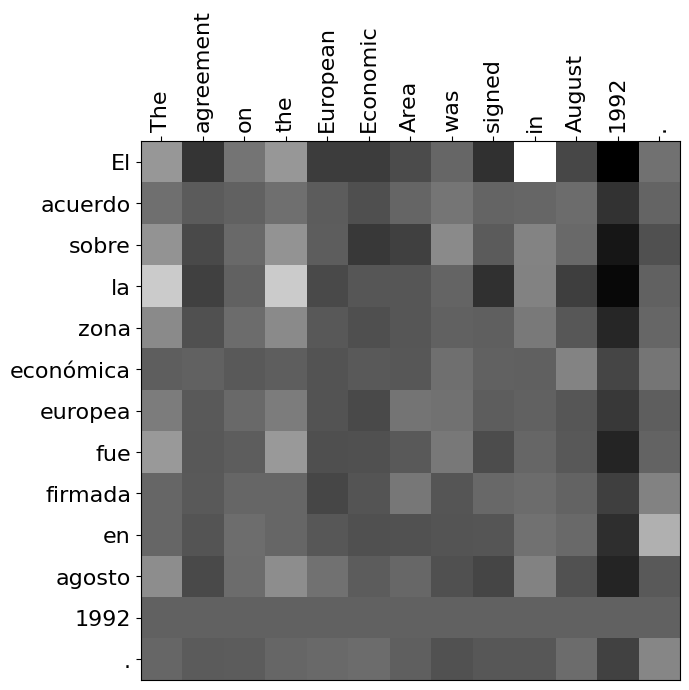 The agreement on the European Economic Area was signed in August 1992 .
El
acuerdo
sobre
la
zona
económica
europea
fue
firmada
en
agosto
1992
.